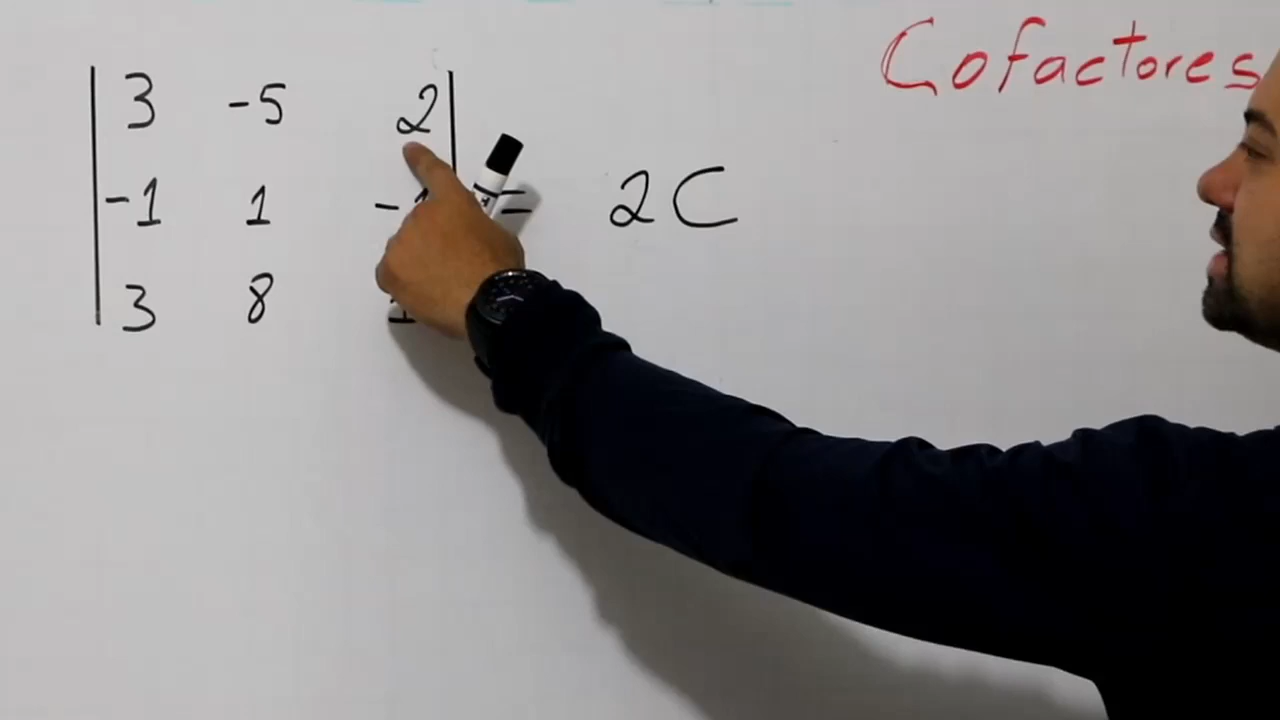 Cofactores
3 -5 2
-1 1 - = 2C
3 8